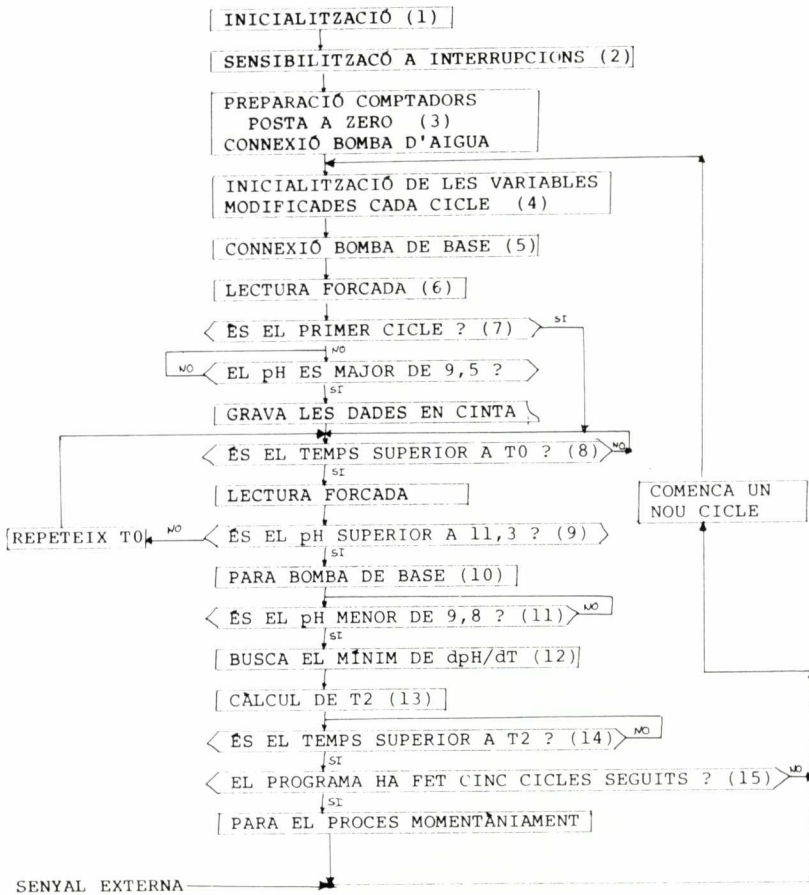 INICIALITZACIÓ (1)
SENSIBILITZACÓ A INTERRUPCIONS (2)
PREPARACIÓ COMPTADORS
POSTA A ZERO (3)
CONNEXIÓ BOMBA D'AIGUA
INICIALITZACIÓ DE LES VARIABLES
MODIFICADES CADA CICLE (4)
CONNEXIÓ BOMBA DE BASE (5)
LECTURA FORCADA (6)
ÉS EL PRIMER CICLE ? (7)
SI
NO
NO
EL pH ES MAJOR DE 9,5 ?
SI
GRAVA LES DADES EN CINTA
ÉS EL TEMPS SUPERIOR A T0 ? (8)
NO
SI
LECTURA FORCADA
COMENCA UN
NOU CICLE
REPETEIX T0
NO
ÉS EL pH SUPERIOR A 11,3 ? (9)
SI
PARA BOMBA DE BASE (10)
ÉS EL pH MENOR DE 9,8 ? (11)
NO
SI
BUSCA EL MÍNIM DE dpH/dT (12)
CÀLCUL DE T2 (13)
ÉS EL TEMPS SUPERIOR A T2 ? (14)
NO
SI
EL PROGRAMA HA FET CINC CICLES SEGUITS ? (15)
NO
SI
PARA EL PROCES MOMENTÀNIAMENT
SENYAL EXTERNA